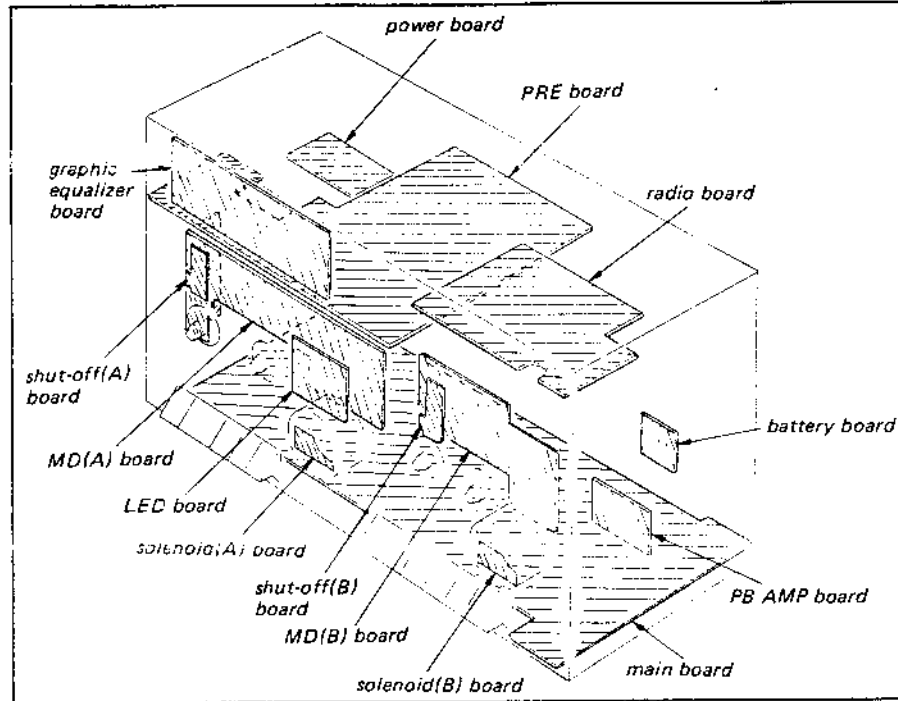 power board
PRE board
graphic
equalizer
board
radio board
shut-off(A)
board
battery board
MD(A) board
LED board
solenoid(A) board
shut-off(B)
board
PB AMP board
MD(B) board
main board
solenoid(B) board